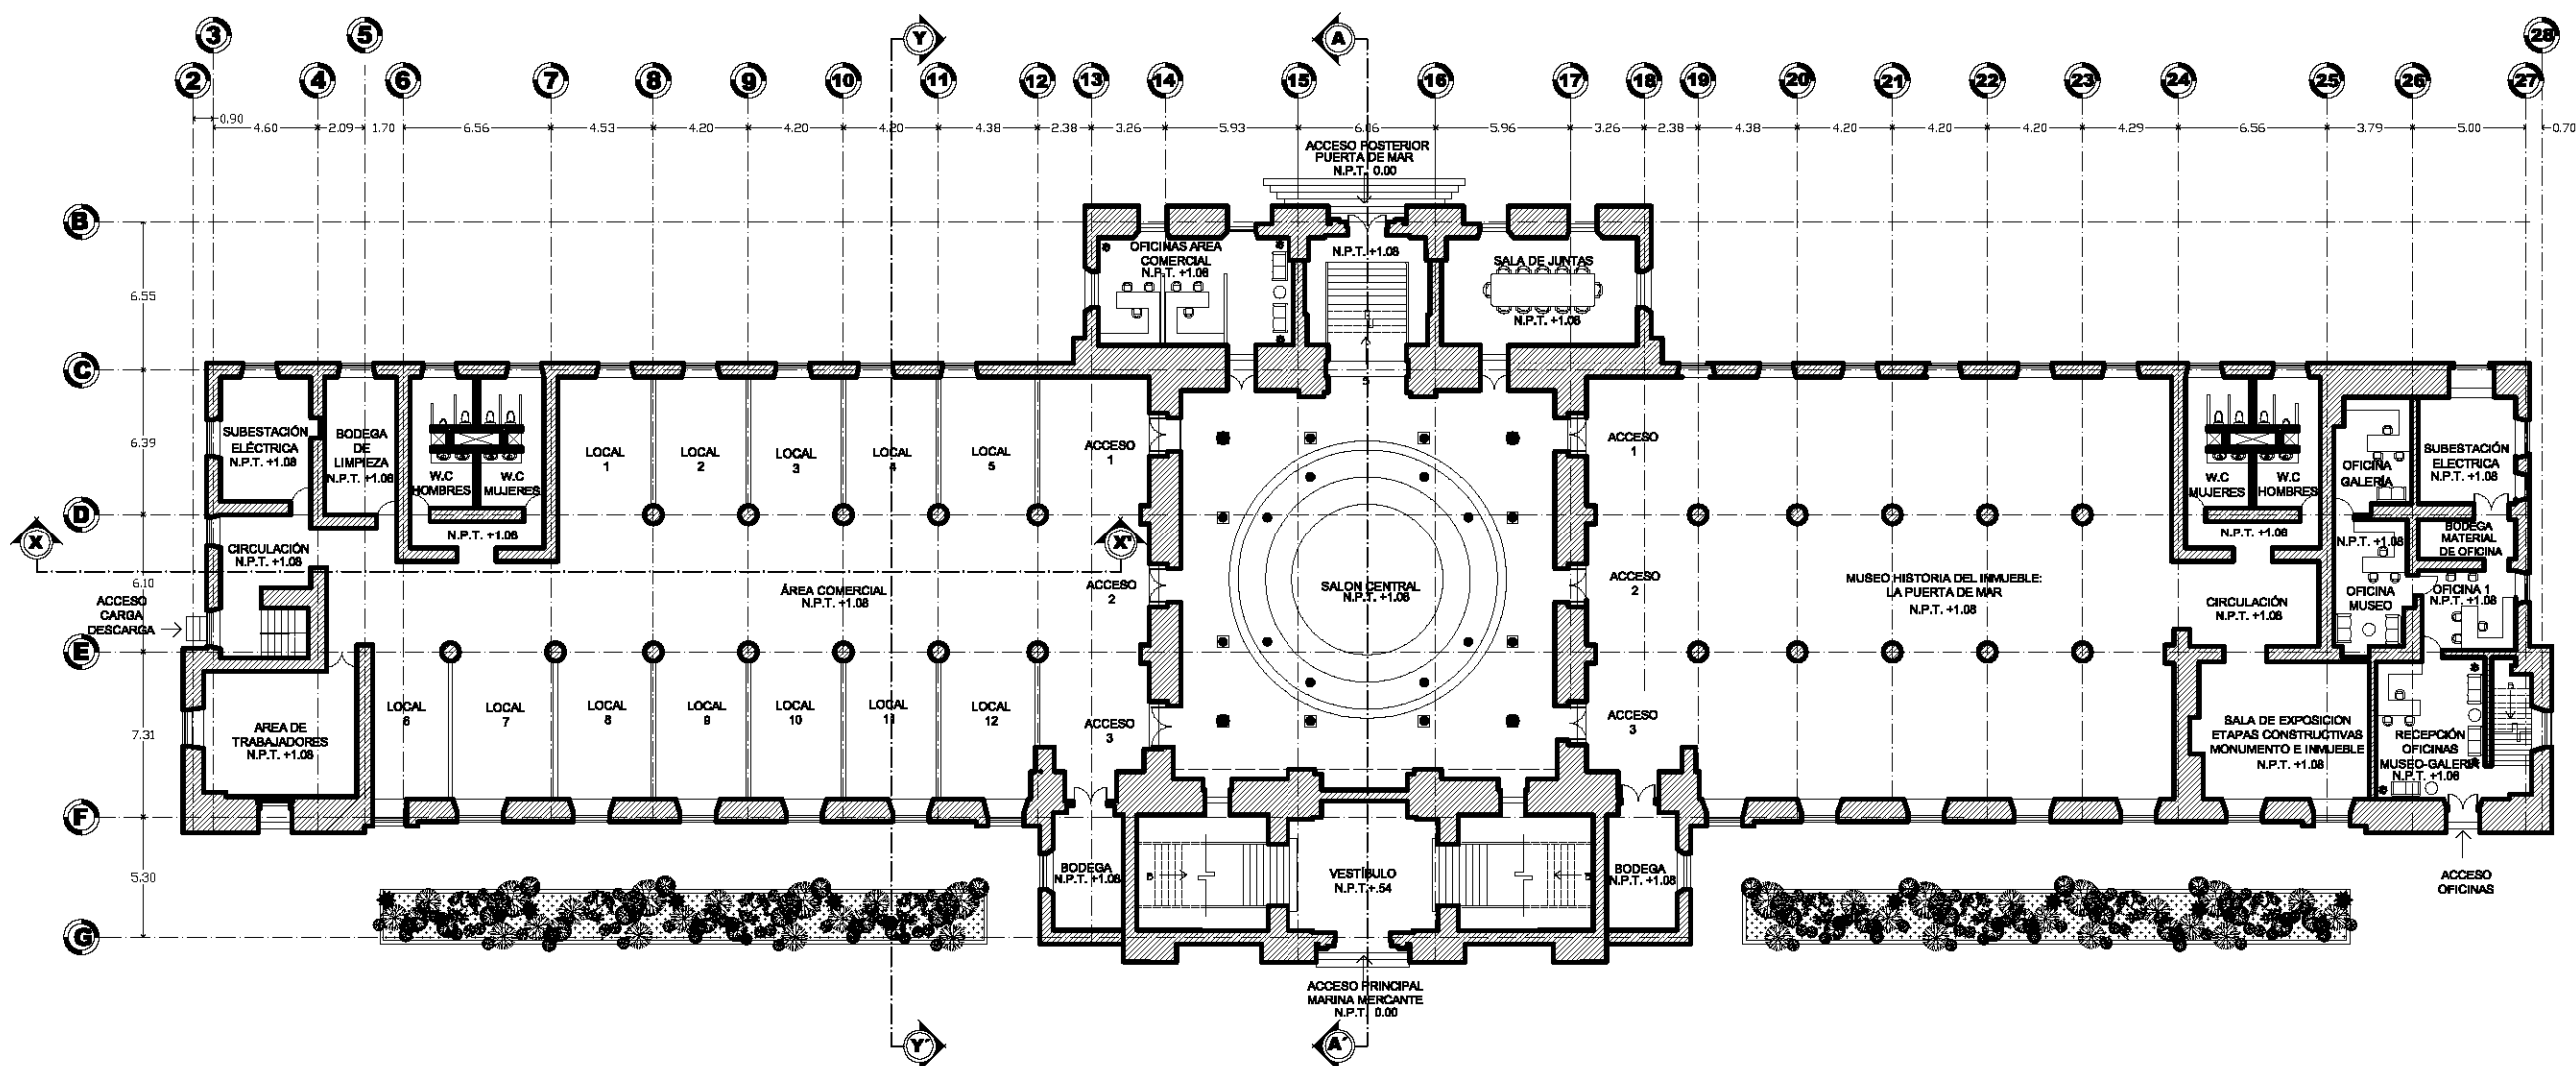 3
5
28
Y
A
2
4
6
7
8
9
10
11
12
13
14
15
16
17
18
19
20
21
22
23
24
25
26
27
0.90
4.60
2.09
1.70
6.56
4.53
4.20
4.20
4.20
4.38
2.38
3.26
5.93
6.06
5.96
3.26
2.38
4.38
4.20
4.20
4.20
4.29
6.56
3.79
5.00
0.70
ACCESO POSTERIOR
PUERTA DE MAR
N.P.T. 0.00
B
6.55
OFICINAS AREA
COMERCIAL
N.P.T. +1.08
N.P.T. +1.08
SALA DE JUNTAS
N.P.T. +1.08
C
6.39
SUBESTACIÓN
ELÉCTRICA
N.P.T. +1.08
BODEGA
DE
LIMPIEZA
N.P.T. +1.08
W.C
HOMBRES
W.C
MUJERES
N.P.T. +1.08
LOCAL
1
LOCAL
2
LOCAL
3
LOCAL
4
LOCAL
5
ACCESO
1
ACCESO
1
W.C
MUJERES
W.C
HOMBRES
N.P.T. +1.08
OFICINA
GALERÍA
N.P.T. +1.08
SUBESTACIÓN
ELECTRICA
N.P.T. +1.08
BODEGA
MATERIAL
DE OFICINA
D
X
X'
6.10
CIRCULACIÓN
N.P.T. +1.08
ACCESO
CARGA
DESCARGA
ÁREA COMERCIAL
N.P.T. +1.08
ACCESO
2
SALON CENTRAL
N.P.T. +1.08
ACCESO
2
MUSEO HISTORIA DEL INMUEBLE:
LA PUERTA DE MAR
N.P.T. +1.08
CIRCULACIÓN
N.P.T. +1.08
OFICINA
MUSEO
OFICINA 1
N.P.T. +1.08
E
7.31
AREA DE
TRABAJADORES
N.P.T. +1.08
LOCAL
6
LOCAL
7
LOCAL
8
LOCAL
9
LOCAL
10
LOCAL
11
LOCAL
12
ACCESO
3
ACCESO
3
SALA DE EXPOSICIÓN
ETAPAS CONSTRUCTIVAS
MONUMENTO E INMUEBLE
N.P.T. +1.08
RECEPCIÓN
OFICINAS
MUSEO-GALERÍA
N.P.T. +1.08
F
5.30
BODEGA
N.P.T. +1.08
VESTÍBULO
N.P.T.+.54
BODEGA
N.P.T. +1.08
ACCESO
OFICINAS
G
ACCESO PRINCIPAL
MARINA MERCANTE
N.P.T. 0.00
Y'
A'